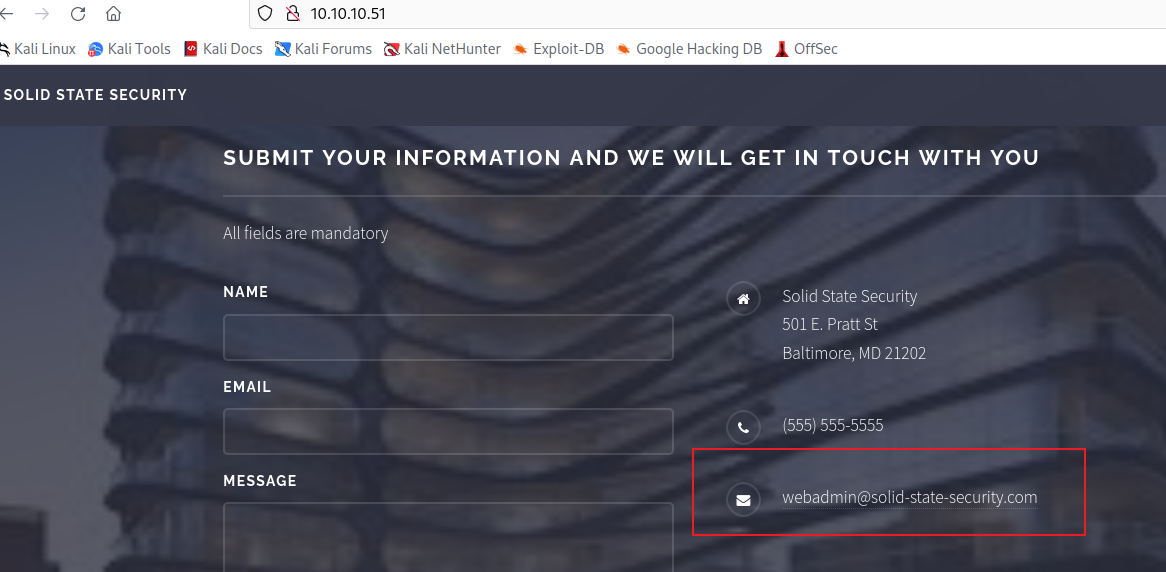 10.10.10.51
Kali Linux Kali Tools Kali Docs Kali Forums Kali NetHunter Exploit-DB Google Hacking DB OffSec
SOLID STATE SECURITY
SUBMIT YOUR INFORMATION AND WE WILL GET IN TOUCH WITH YOU
All fields are mandatory
NAME
EMAIL
MESSAGE
Solid State Security
501 E. Pratt St
Baltimore, MD 21202
(555) 555-5555
webadmin@solid-state-security.com